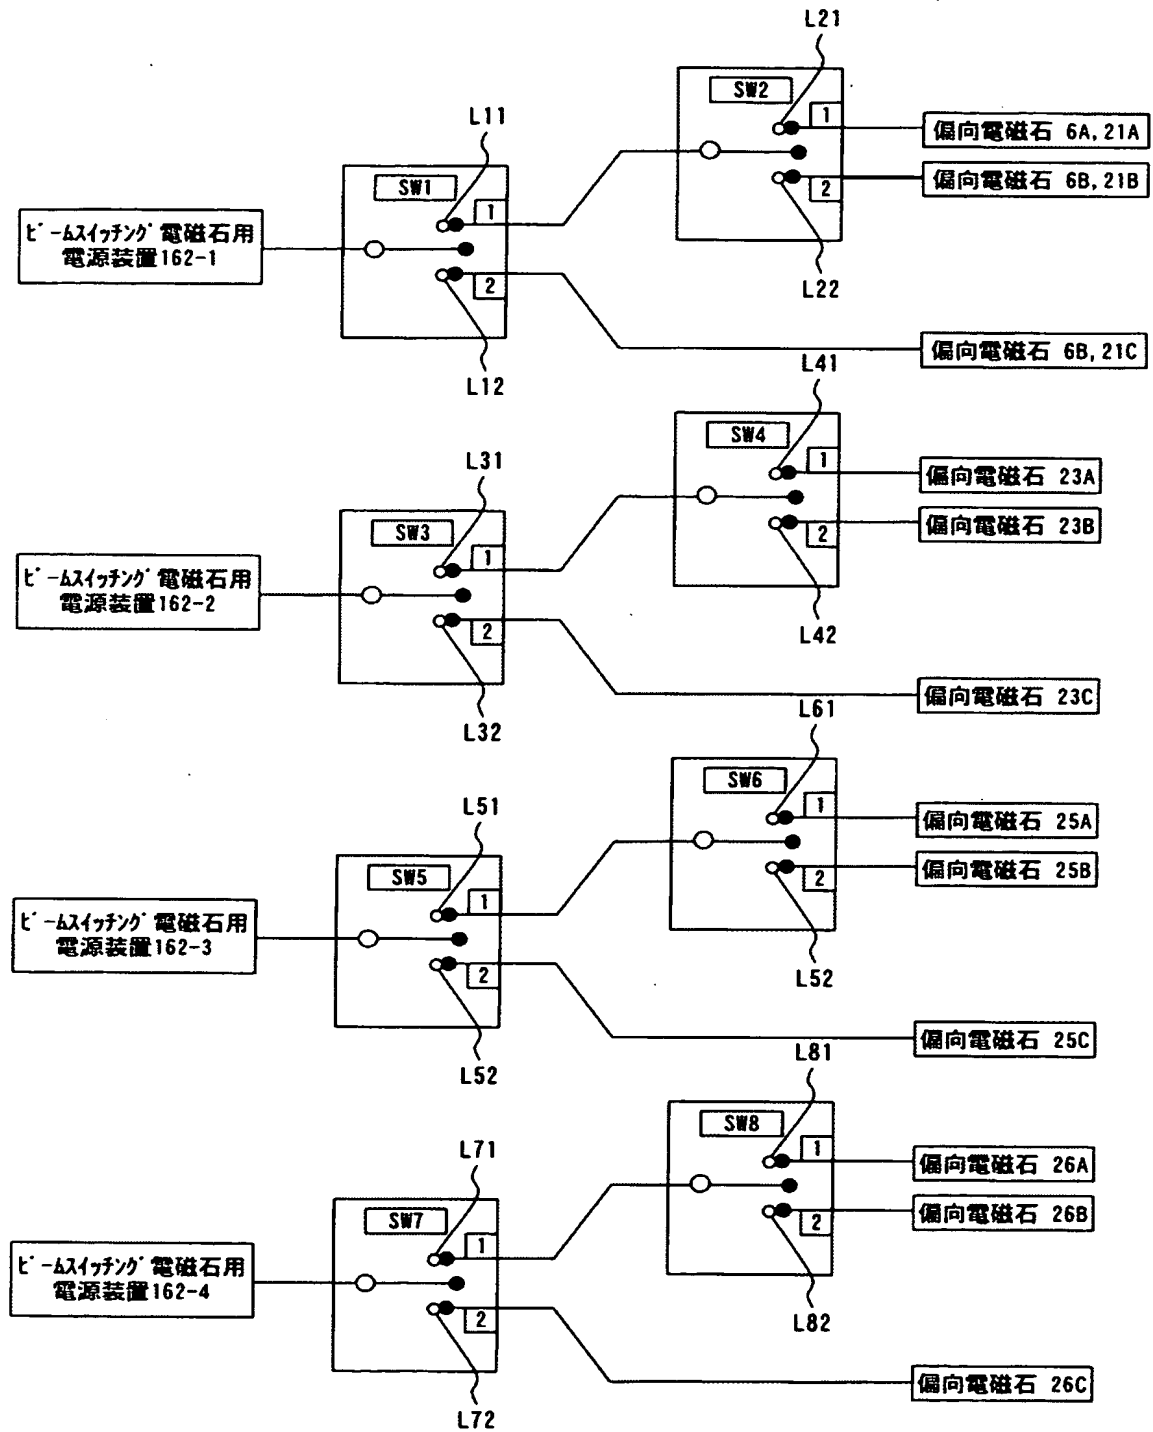 L21
SW2
1
偏向電磁石 6A,21A
L11
2
偏向電磁石 6B,21B
SW1
1
ビームスイッチング電磁石用
電源装置162-1
L22
2
偏向電磁石 6B,21C
L12
L41
SW4
1
偏向電磁石 23A
L31
2
偏向電磁石 23B
SW3
1
ビームスイッチング電磁石用
電源装置162-2
L42
2
偏向電磁石 23C
L32
L61
SW6
1
偏向電磁石 25A
L51
2
偏向電磁石 25B
SW5
1
ビームスイッチング電磁石用
電源装置162-3
L52
2
偏向電磁石 25C
L52
L81
SW8
1
偏向電磁石 26A
L71
2
偏向電磁石 26B
SW7
1
ビームスイッチング電磁石用
電源装置162-4
L82
2
偏向電磁石 26C
L72